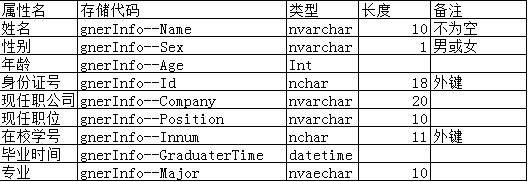 属性名 存储代码 类型 长度 备注
姓名 gnerInfo--Name nvarchar 10 不为空
性别 gnerInfo--Sex nvarchar 1 男或女
年龄 gnerInfo--Age Int
身份证号 gnerInfo--Id nchar 18 外键
现任职公司 gnerInfo--Company nvarchar 20
现任职位 gnerInfo--Position nvarchar 10
在校学号 gnerInfo--Innum nchar 11 外键
毕业时间 gnerInfo--GraduaterTime datetime
专业 gnerInfo--Major nvaechar 10